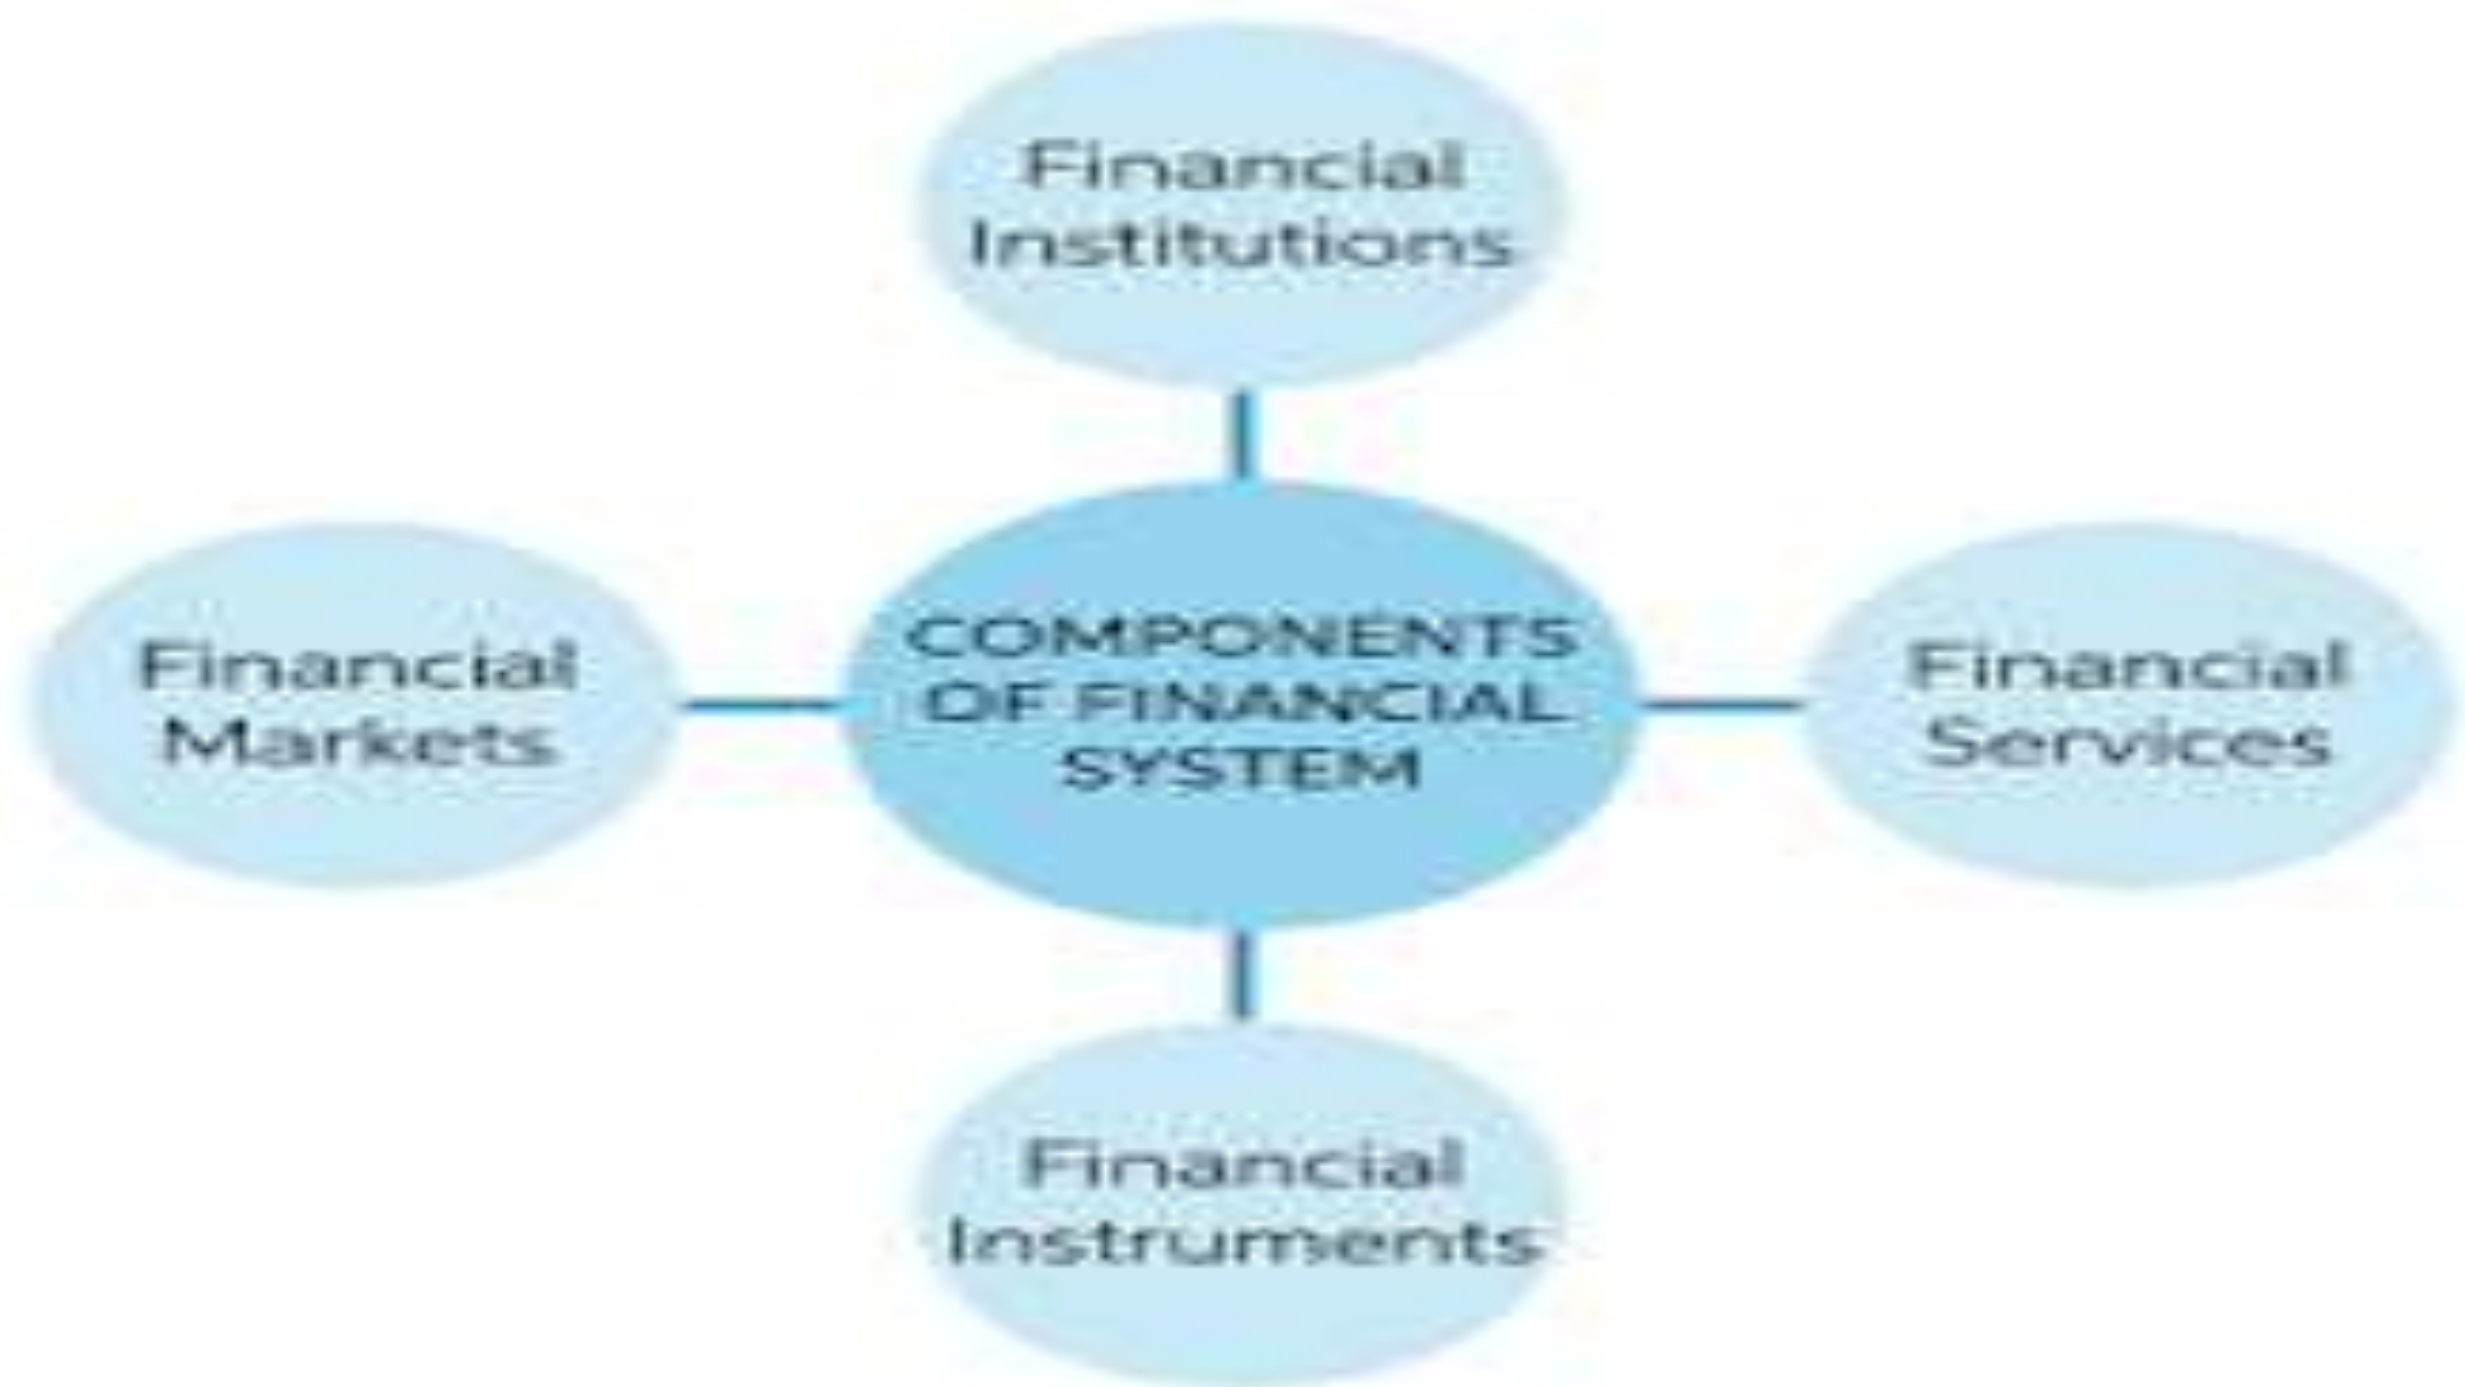 Financial
Institutions
Financial
Markets
COMPONENTS
OF FINANCIAL
SYSTEM
Financial
Services
Financial
Instruments